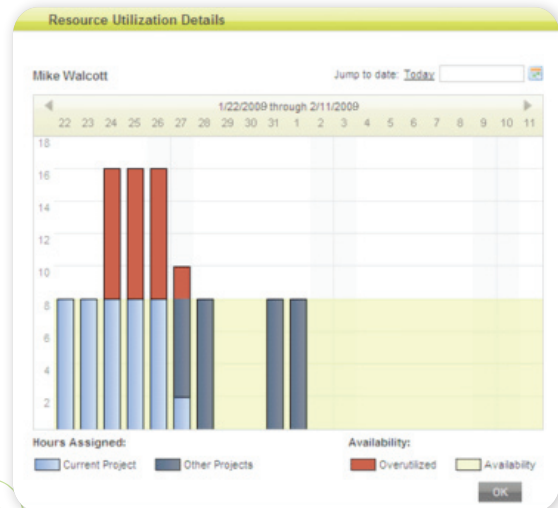 Resource Utilization Details
Mike Walcott
Jump to date: Today
1/22/2009 through 2/11/2009
22 23 24 25 26 27 28 29 30 31 1 2 3 4 5 6 7 8 9 10 11
18
16
14
12
10
8
6
4
2
Hours Assigned:
Availability:
Current Project
Other Projects
Overutilized
Availability
OK